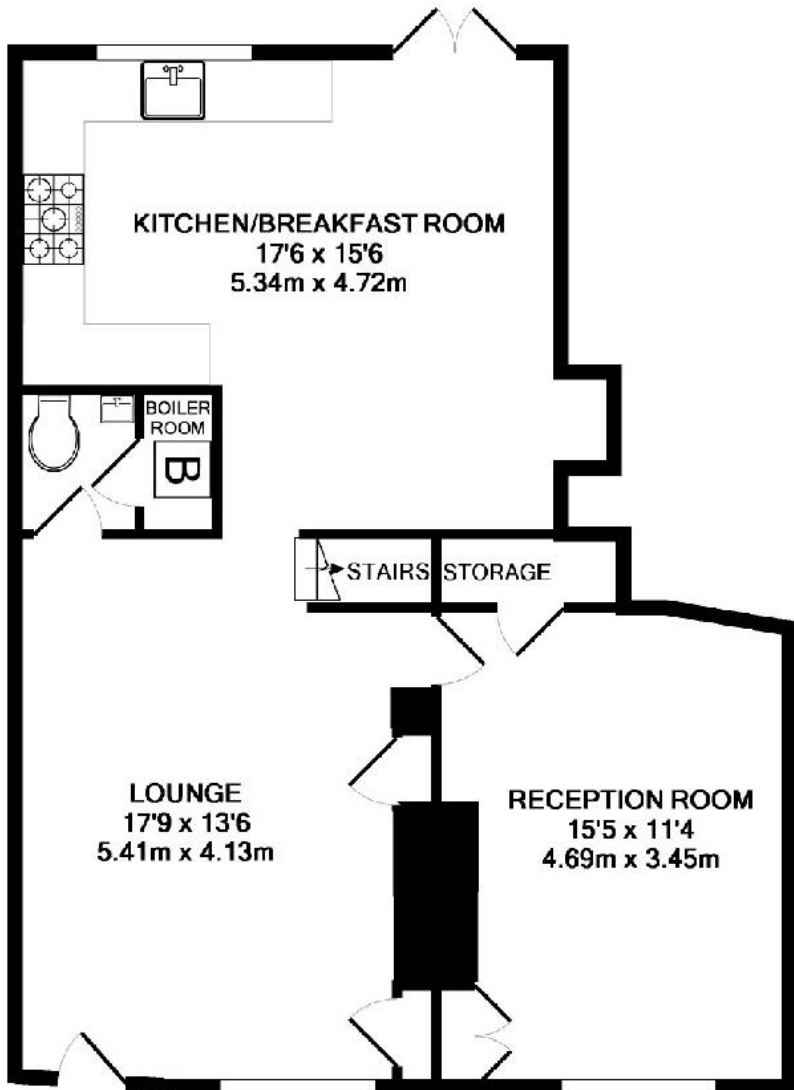 KITCHEN/BREAKFAST ROOM
17'6 x 15'6
5.34m x 4.72m
BOILER
ROOM
B
STAIRS
STORAGE
LOUNGE
17'9 x 13'6
5.41m x 4.13m
RECEPTION ROOM
15'5 x 11'4
4.69m x 3.45m